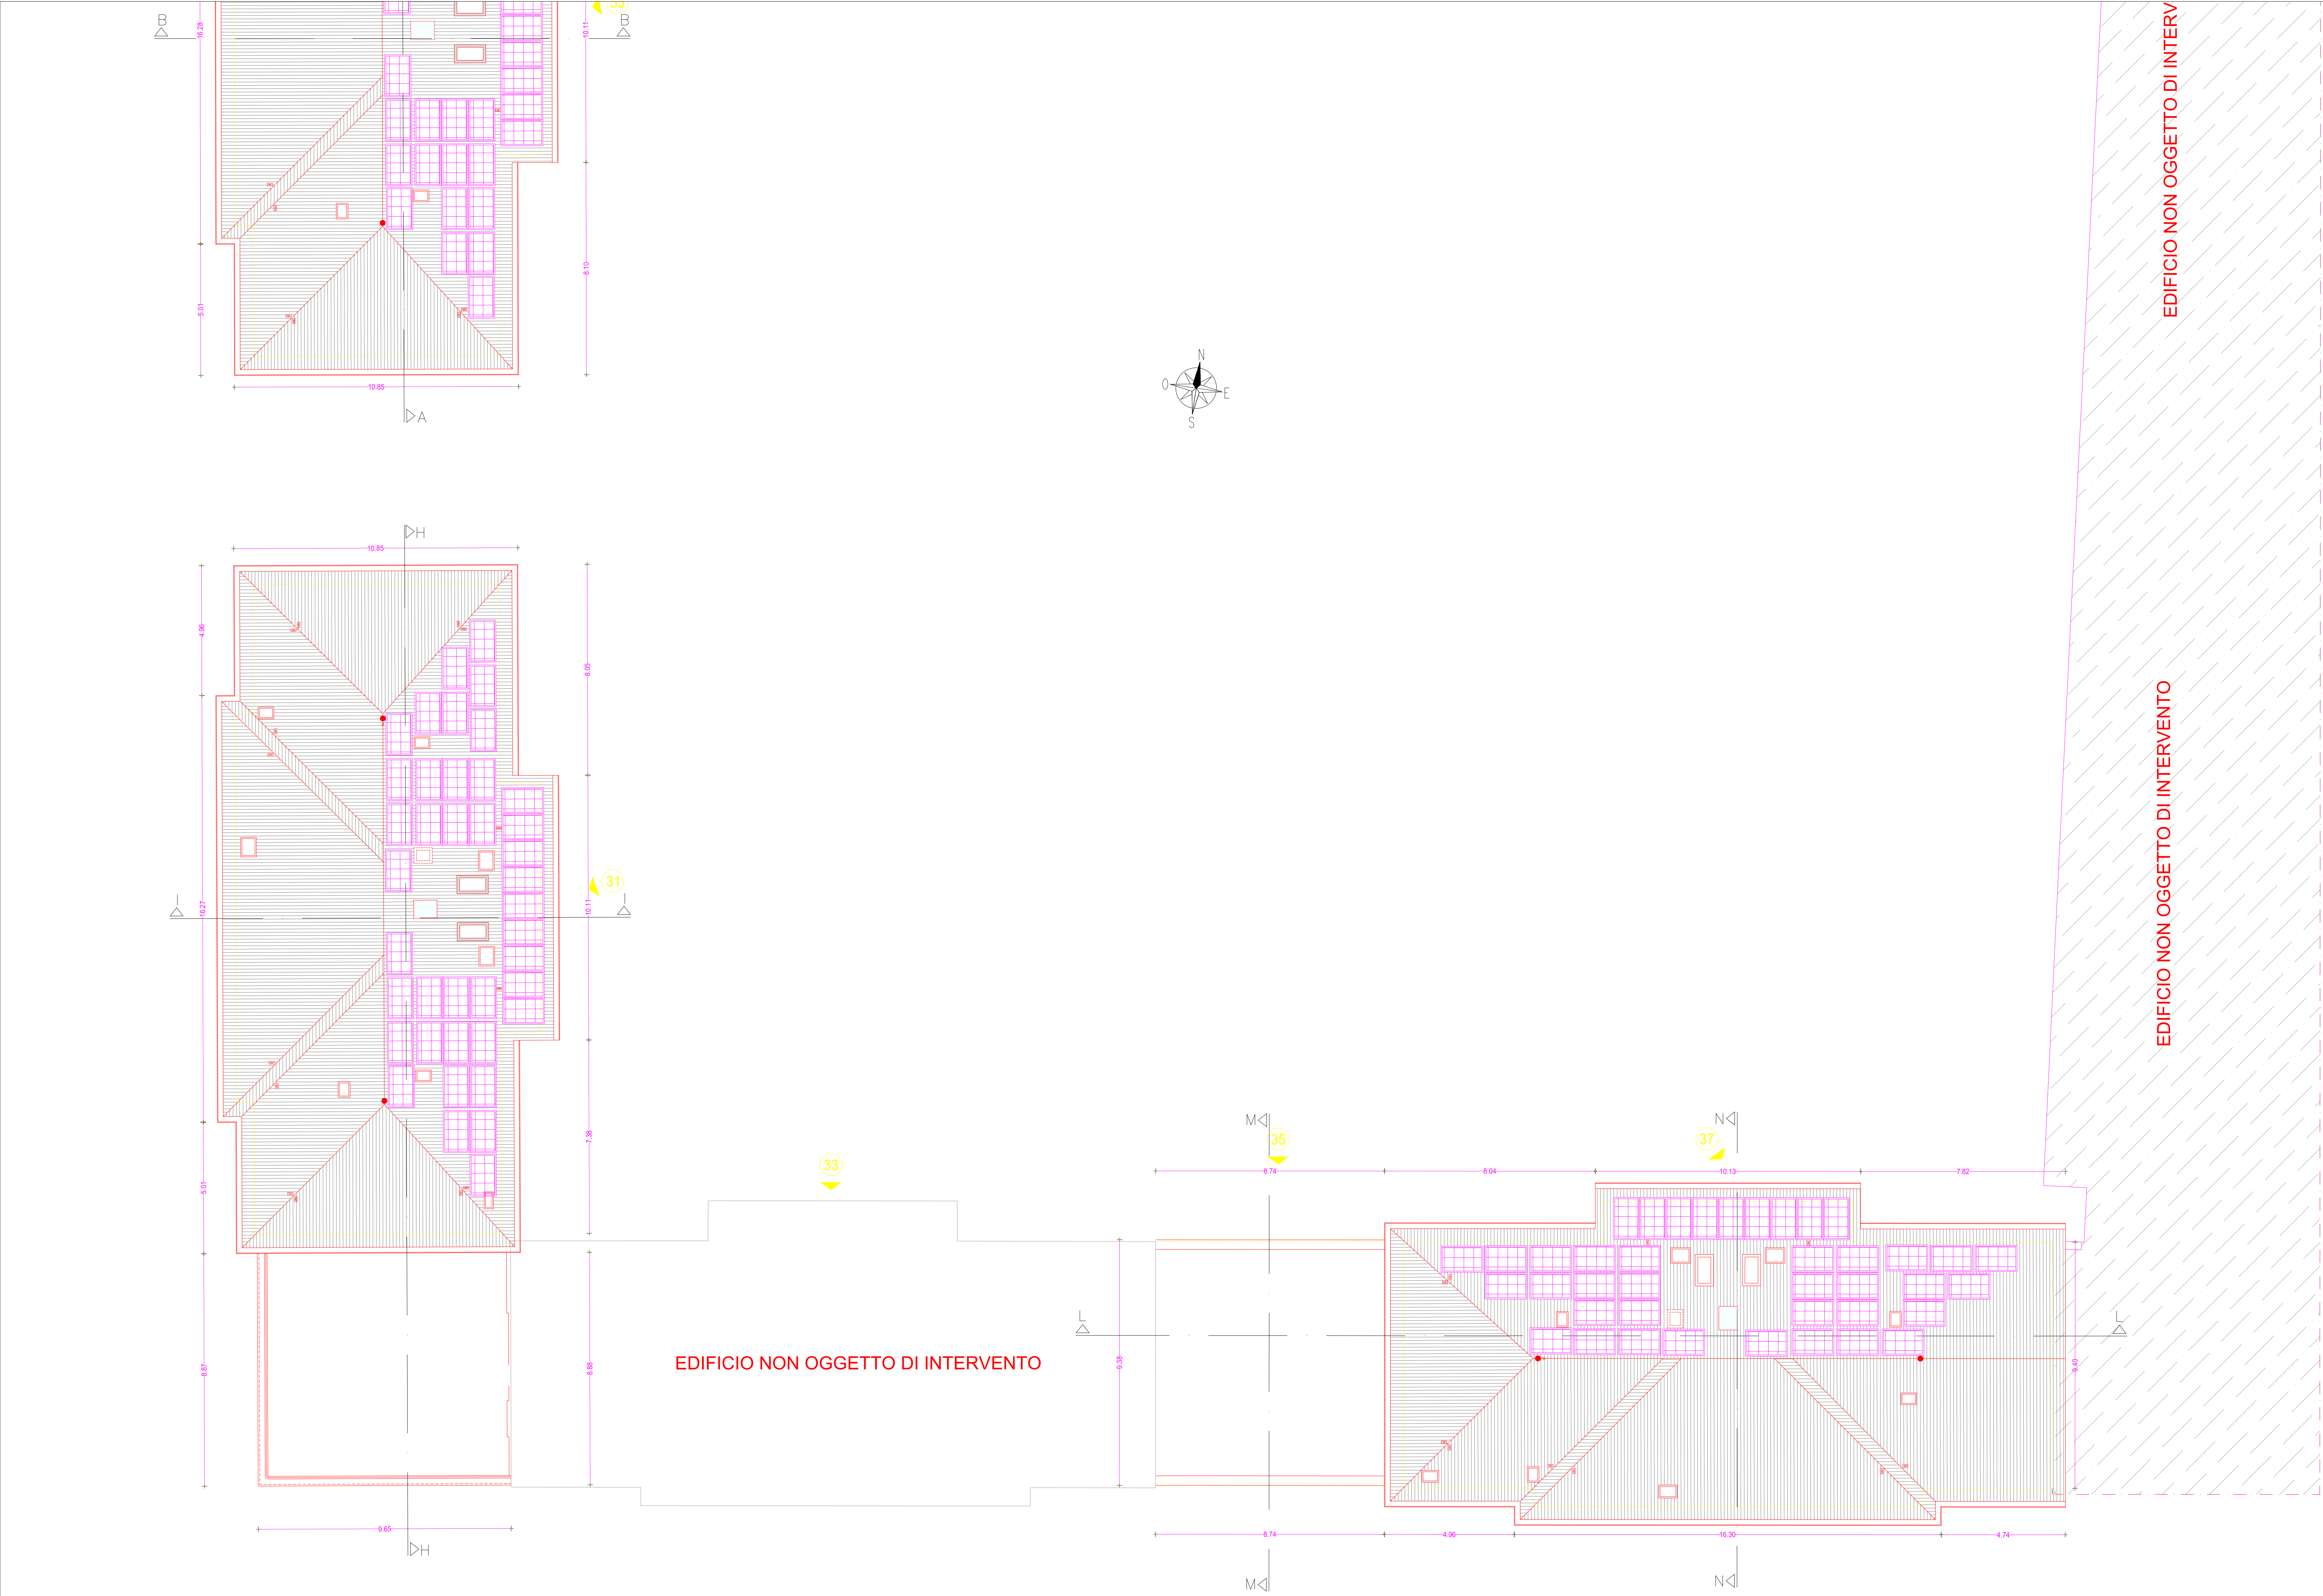 B
B
16.28
10.11
5.01
8.10
10.85
A
N
O
E
S
EDIFICIO NON OGGETTO DI INTERV
H
10.85
4.96
8.05
EDIFICIO NON OGGETTO DI INTERVENTO
31
I
I
16.27
10.11
5.01
7.38
33
M
35
N
37
8.74
8.04
10.13
7.82
L
L
EDIFICIO NON OGGETTO DI INTERVENTO
8.87
8.88
9.38
9.40
9.65
H
8.74
4.96
16.30
4.74
M
N